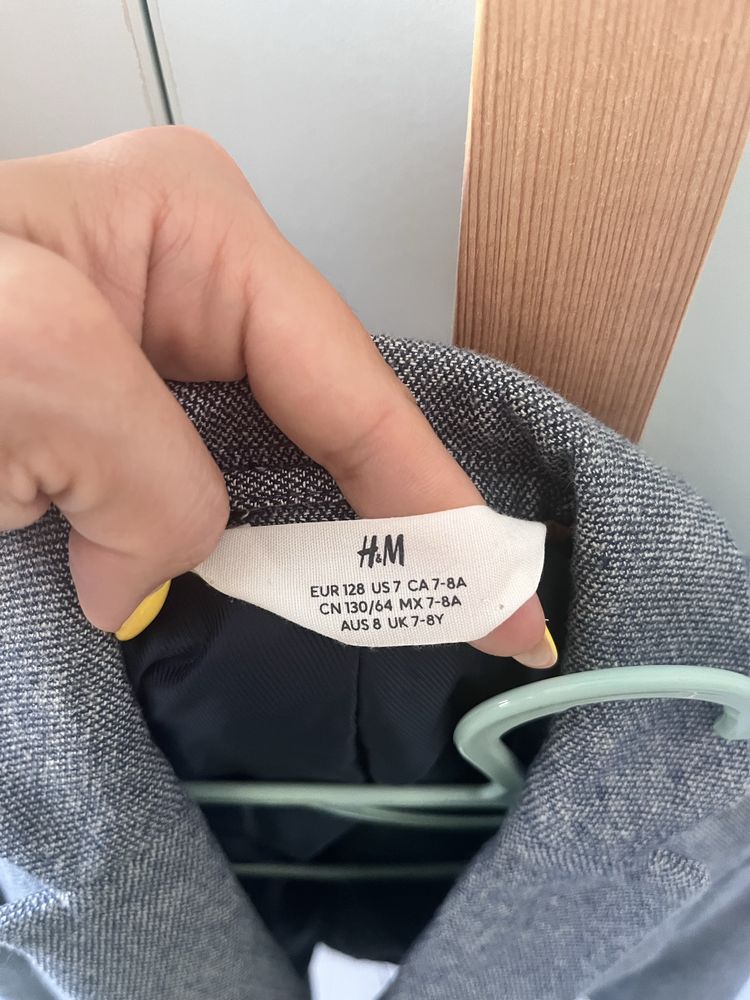 H&M
EUR 128 US 7 CA 7-8A
CN 130/64 MX 7-8A
AUS 8 UK 7-8Y